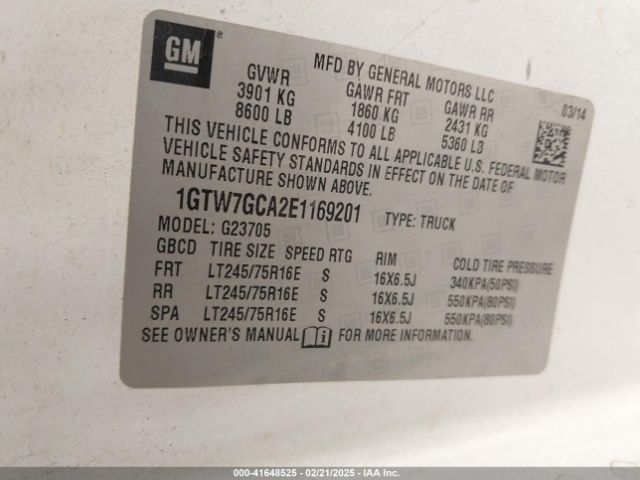 GM
MFD BY GENERAL MOTORS LLC
GVWR GAWR FRT GAWR RR 03/14
3901 KG 1860 KG 2431 KG
8600 LB 4100 LB 5360 LB
THIS VEHICLE CONFORMS TO ALL APPLICABLE U.S. FEDERAL MOTOR
VEHICLE SAFETY STANDARDS IN EFFECT ON THE DATE OF
MANUFACTURE SHOWN ABOVE.
1GTW7GCA2E1169201 TYPE: TRUCK
MODEL: G23705
GBCD TIRE SIZE SPEED RTG RIM COLD TIRE PRESSURE
FRT LT245/75R16E S 16X6.5J 340KPA(50PSI)
RR LT245/75R16E S 16X6.5J 550KPA(80PSI)
SPA LT245/75R16E S 16X6.5J 550KPA(80PSI)
SEE OWNER'S MANUAL FOR MORE INFORMATION.
000-41648525 - 02/21/2025 - IAA Inc.